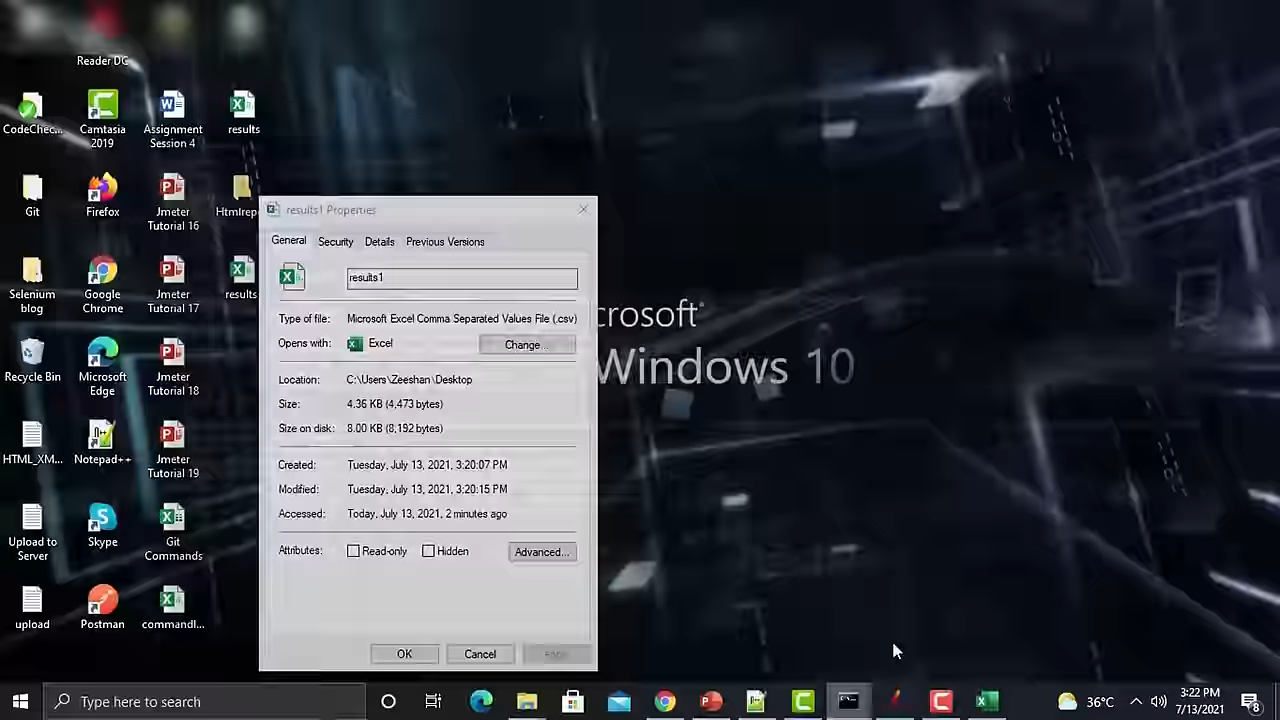 Reader DC
CodeChec...
Camtasia
2019
Assignment
Session 4
results
Git
Firefox
Jmeter
Tutorial 16
Htmlrep
Selenium
blog
Google
Chrome
Jmeter
Tutorial 17
results
Recycle Bin
Microsoft
Edge
Jmeter
Tutorial 18
HTML_XM...
Notepad++
Jmeter
Tutorial 19
Upload to
Server
Skype
Git
Commands
upload
Postman
commandl...
results1 Properties
General Security Details Previous Versions
results1
Type of file: Microsoft Excel Comma Separated Values File (.csv)
Opens with: Excel Change...
Location: C:\Users\Zeeshan\Desktop
Size: 4.36 KB (4,473 bytes)
Size on disk: 8.00 KB (8,192 bytes)
Created: Tuesday, July 13, 2021, 3:20:07 PM
Modified: Tuesday, July 13, 2021, 3:20:15 PM
Accessed: Today, July 13, 2021, 2 minutes ago
Attributes: Read-only Hidden Advanced...
OK Cancel
crosoft
Windows 10
Type here to search
36°C
3:22 PM
7/13/2021
8